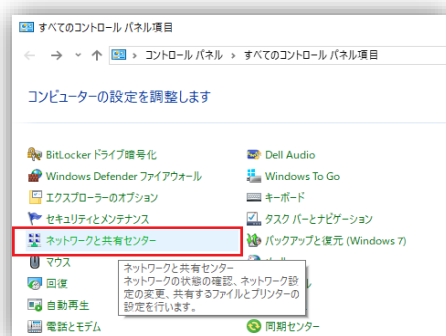 すべてのコントロール パネル項目
コントロール パネル › すべてのコントロール パネル項目
コンピューターの設定を調整します
BitLocker ドライブ暗号化
Dell Audio
Windows Defender ファイアウォール
Windows To Go
エクスプローラーのオプション
キーボード
セキュリティとメンテナンス
タスク バーとナビゲーション
ネットワークと共有センター
バックアップと復元 (Windows 7)
マウス
ネットワークと共有センター
ネットワークの状態の確認、ネットワーク設
定の変更、共有するファイルとプリンターの
設定を行います。
回復
自動再生
電話とモデム
同期センター